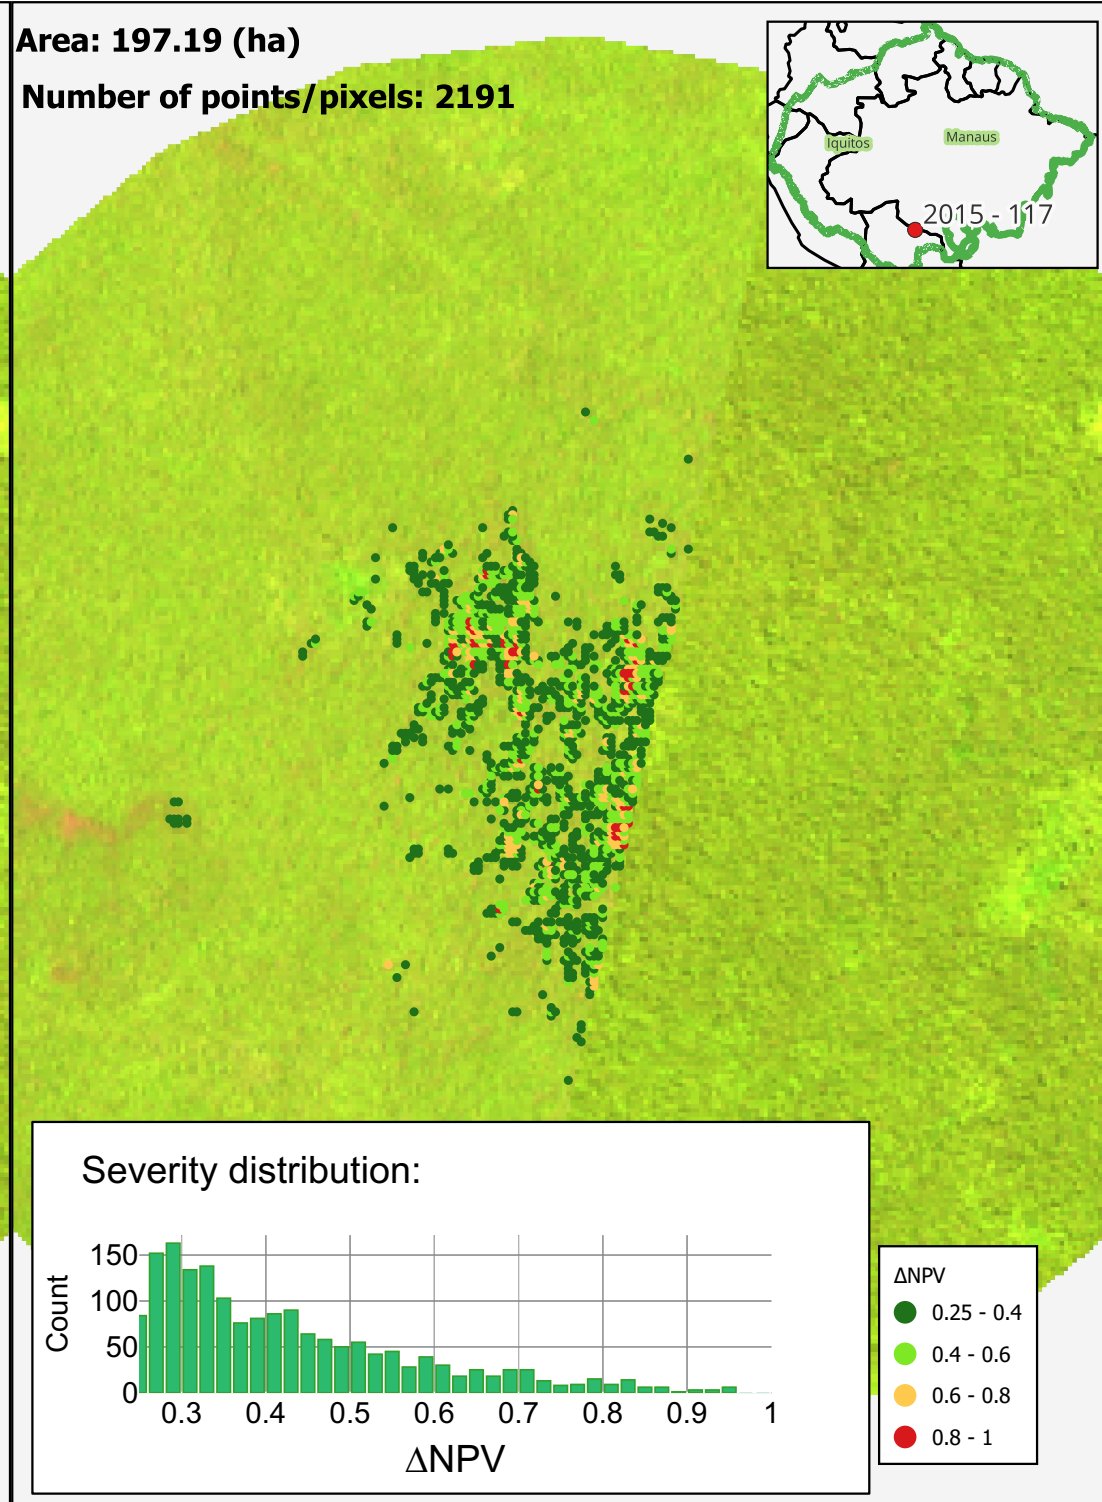 Area: 197.19 (ha)
Number of points/pixels: 2191
Iquitos
Manaus
2015 - 117
Severity distribution:
150
100
50
0
Count
0.3 0.4 0.5 0.6 0.7 0.8 0.9 1
ΔNPV
ΔNPV
0.25 - 0.4
0.4 - 0.6
0.6 - 0.8
0.8 - 1